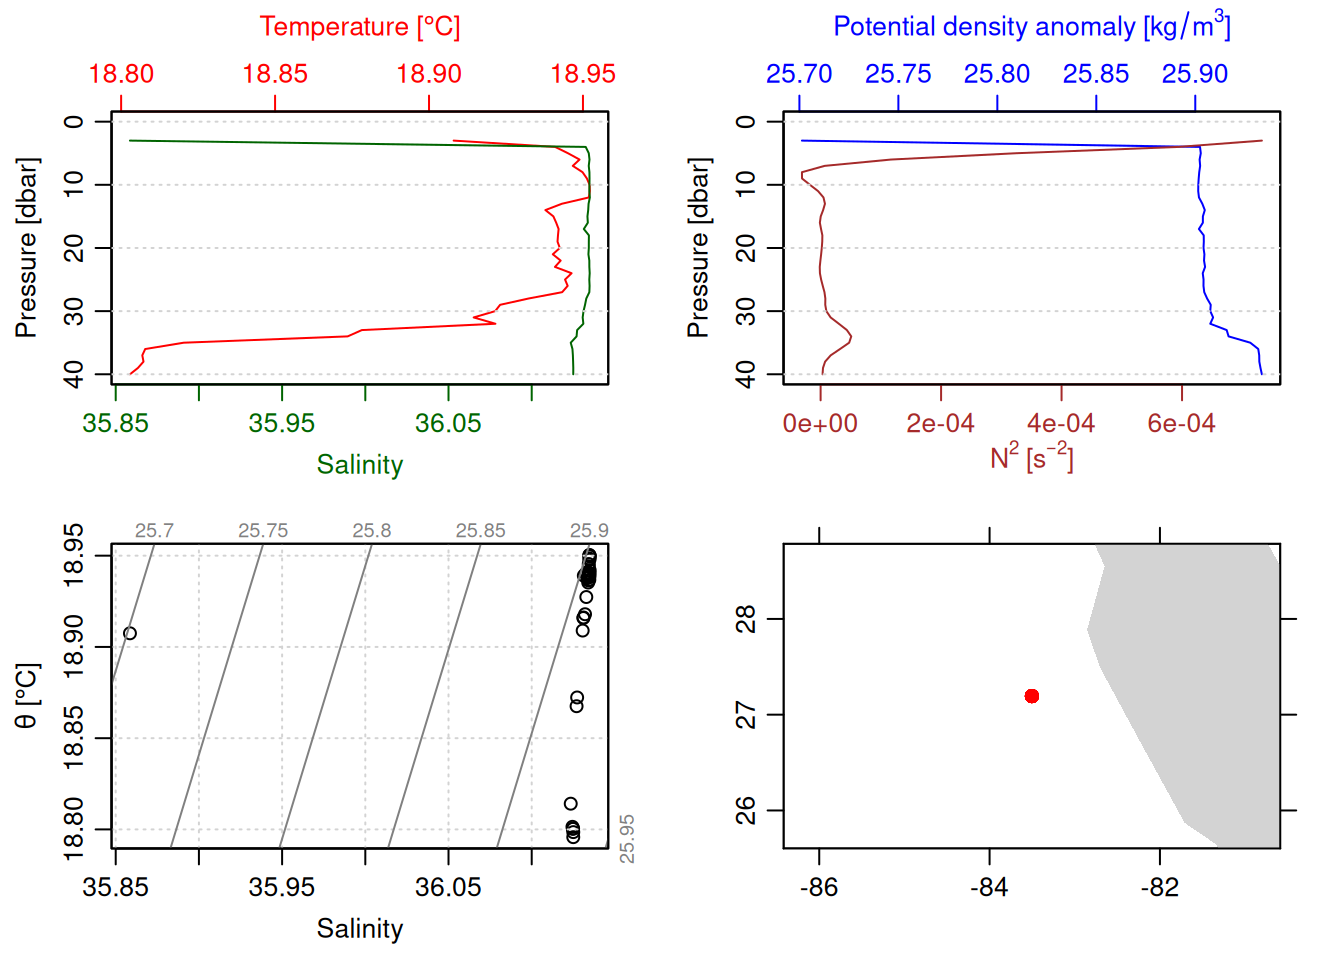 Temperature [°C]
18.80 18.85 18.90 18.95
Pressure [dbar]
0
10
20
30
40
35.85 35.95 36.05
Salinity
Potential density anomaly [kg/m³]
25.70 25.75 25.80 25.85 25.90
Pressure [dbar]
0
10
20
30
40
0e+00 2e-04 4e-04 6e-04
N² [s⁻²]
25.7 25.75 25.8 25.85 25.9
θ [°C]
18.95
18.90
18.85
18.80
25.95
35.85 35.95 36.05
Salinity
28
27
26
-86 -84 -82